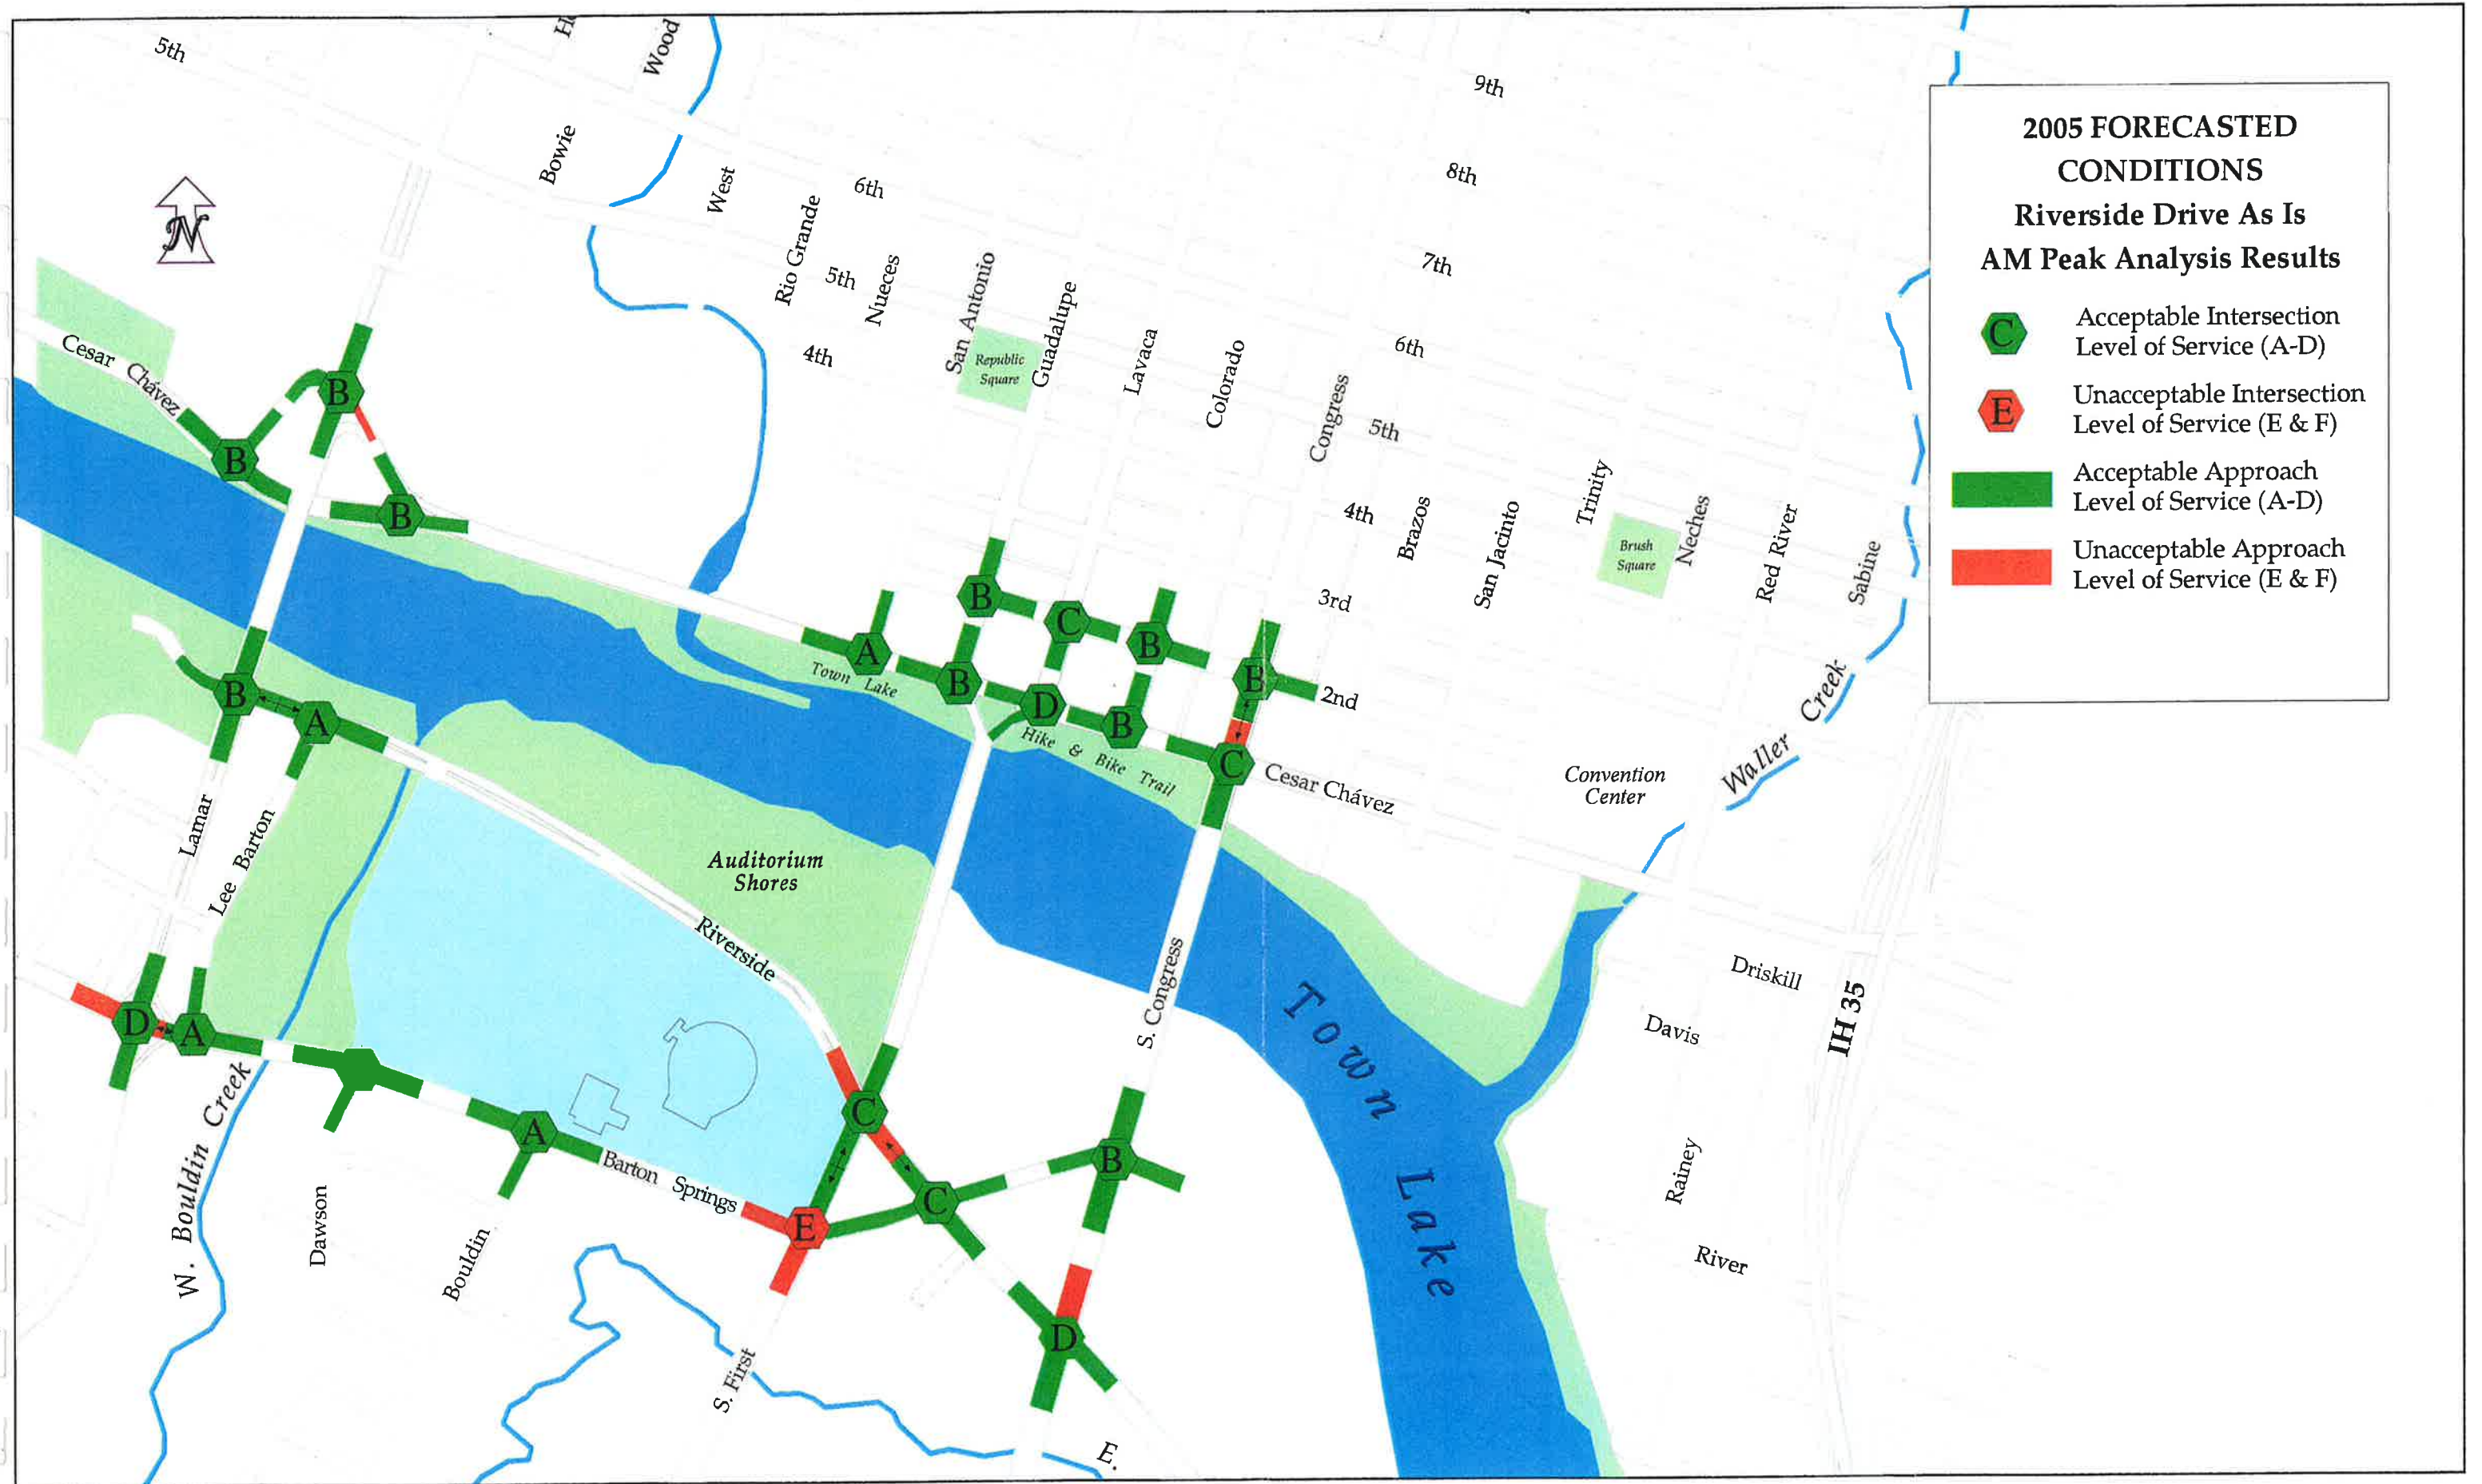 5th
Wood
9th
Bowie
8th
West
6th
7th
Rio Grande
5th
Nueces
San Antonio
Guadalupe
4th
Republic
Square
Lavaca
Colorado
6th
Congress
5th
4th
Brazos
San Jacinto
Trinity
Brush
Square
Neches
Red River
Sabine
3rd
2nd
N
Cesar Chávez
B
B
B
B
A
A
B
B
C
B
B
D
B
C
Town Lake
Hike & Bike Trail
Cesar Chávez
Convention
Center
Waller Creek
Lamar
Lee Barton
Auditorium
Shores
Riverside
S. Congress
Town Lake
Driskill
Davis
IH 35
Rainey
River
D
A
A
C
C
B
E
D
W. Bouldin Creek
Dawson
Bouldin
Barton Springs
S. First
E.
2005 FORECASTED
CONDITIONS
Riverside Drive As Is
AM Peak Analysis Results
C
Acceptable Intersection
Level of Service (A-D)
E
Unacceptable Intersection
Level of Service (E & F)
Acceptable Approach
Level of Service (A-D)
Unacceptable Approach
Level of Service (E & F)